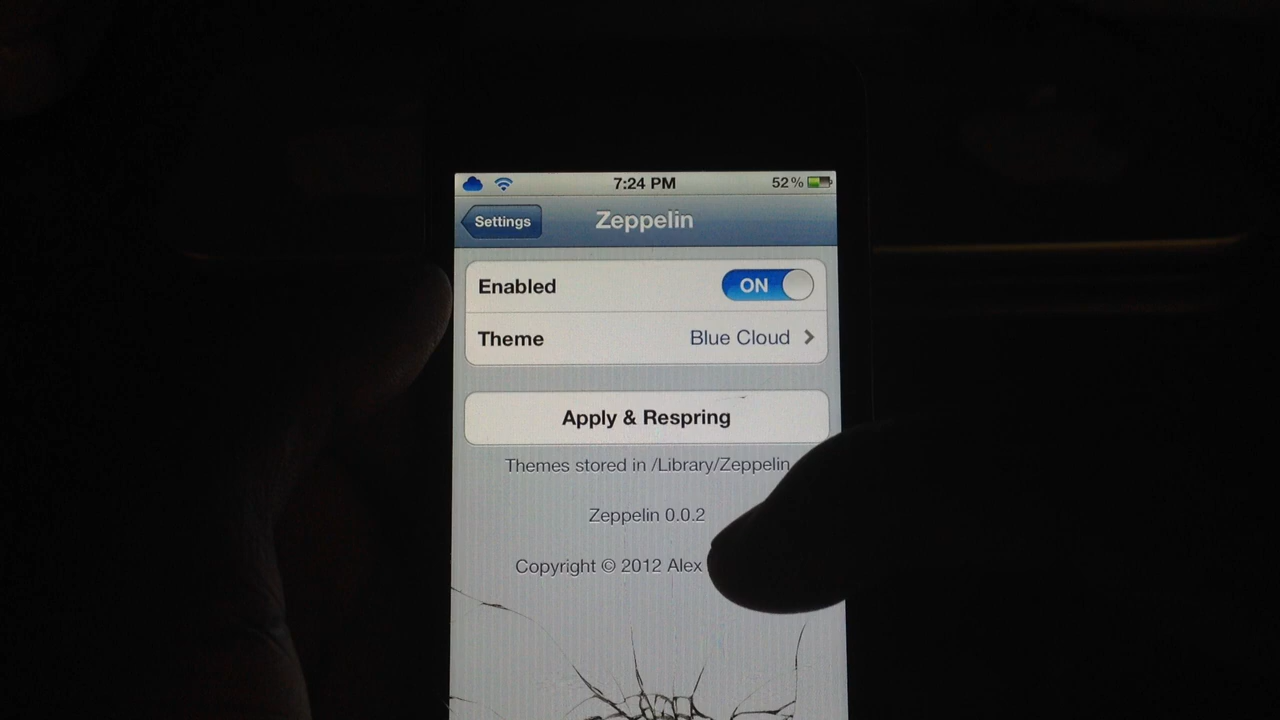 7:24 PM 52%
Settings Zeppelin
Enabled ON
Theme Blue Cloud
Apply & Respring
Themes stored in /Library/Zeppelin
Zeppelin 0.0.2
Copyright © 2012 Alex